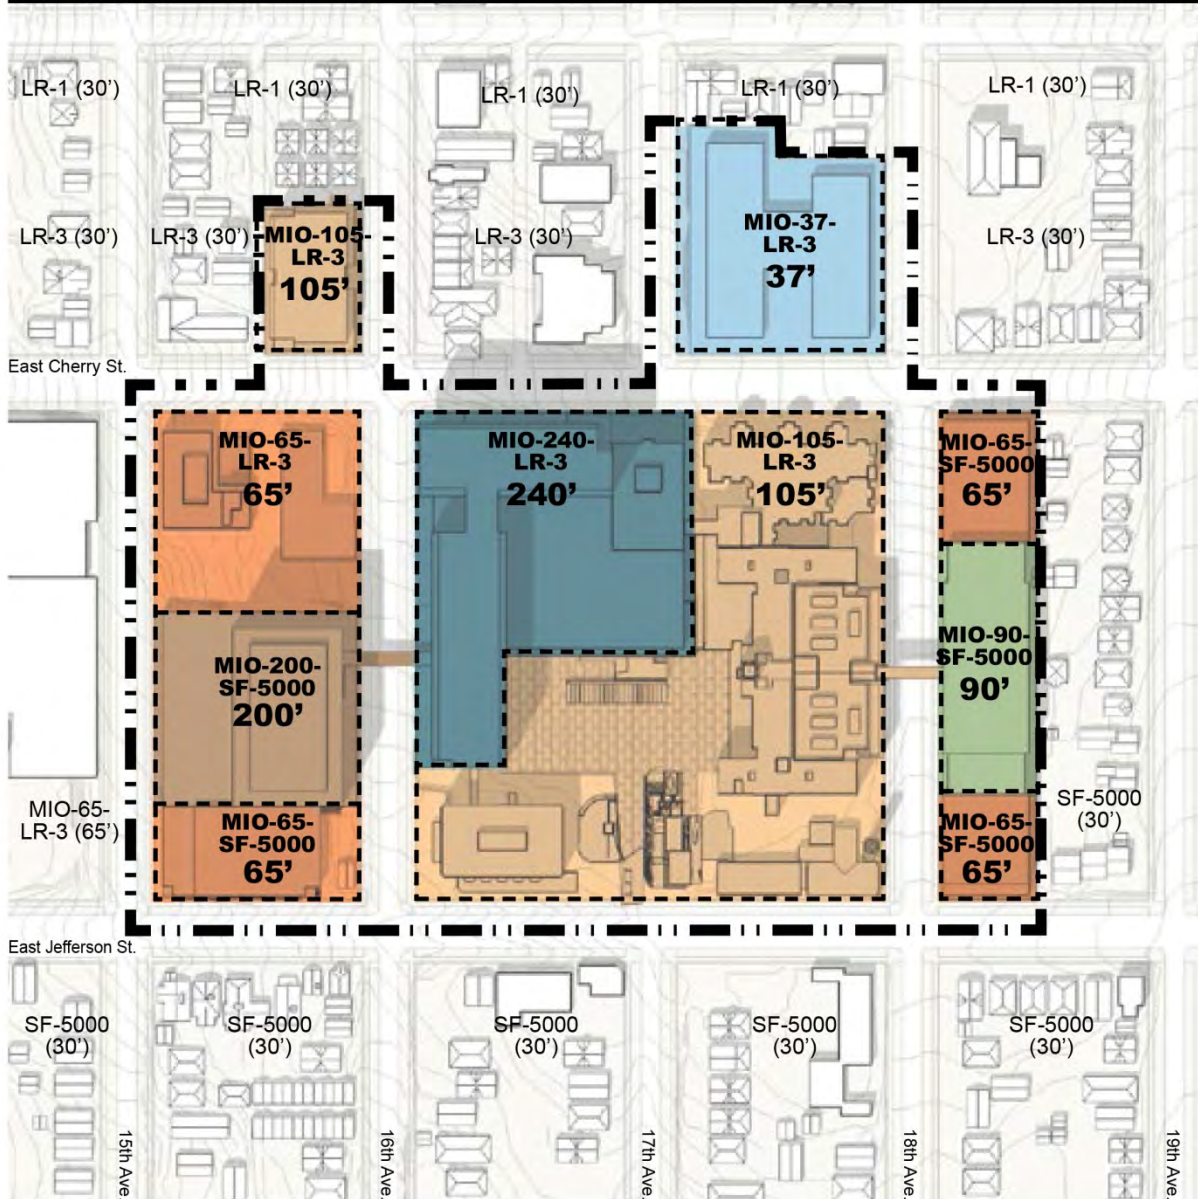 LR-1 (30’)
LR-1 (30’)
LR-1 (30’)
LR-1 (30’)
LR-1 (30’)
LR-3 (30’)
LR-3 (30’)
MIO-105-
LR-3
105’
LR-3 (30’)
MIO-37-
LR-3
37’
LR-3 (30’)
East Cherry St.
MIO-65-
LR-3
65’
MIO-240-
LR-3
240’
MIO-105-
LR-3
105’
MIO-65-
SF-5000
65’
MIO-200-
SF-5000
200’
MIO-90-
SF-5000
90’
MIO-65-
LR-3 (65’)
MIO-65-
SF-5000
65’
MIO-65-
SF-5000
65’
SF-5000
(30’)
East Jefferson St.
SF-5000
(30’)
SF-5000
(30’)
SF-5000
(30’)
SF-5000
(30’)
SF-5000
(30’)
15th Ave.
16th Ave.
17th Ave.
18th Ave.
19th Ave.